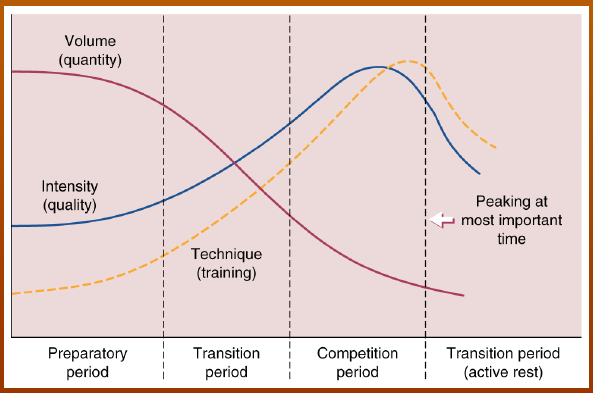 Volume
(quantity)
Intensity
(quality)
Technique
(training)
Peaking at
most important
time
Preparatory
period
Transition
period
Competition
period
Transition period
(active rest)